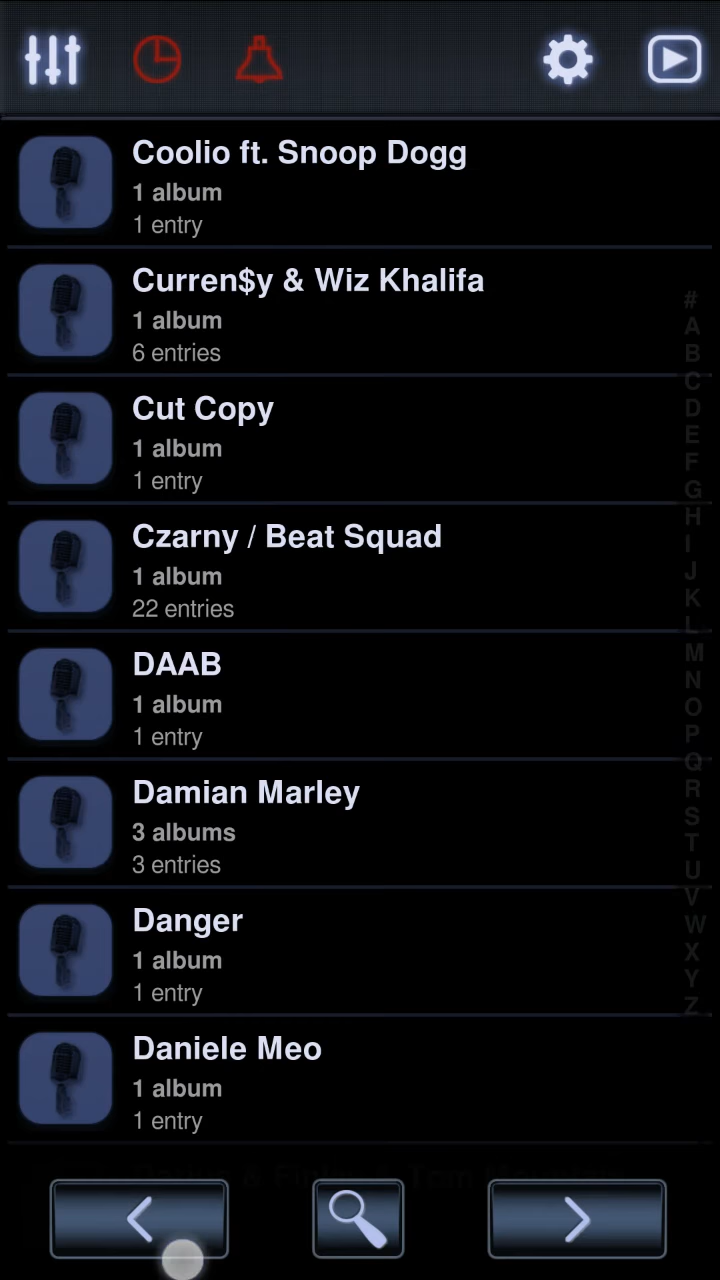 Coolio ft. Snoop Dogg
1 album
1 entry
Curren$y & Wiz Khalifa
1 album
6 entries
Cut Copy
1 album
1 entry
Czarny / Beat Squad
1 album
22 entries
DAAB
1 album
1 entry
Damian Marley
3 albums
3 entries
Danger
1 album
1 entry
Daniele Meo
1 album
1 entry
#
A
B
C
D
E
F
G
H
I
J
K
L
M
N
O
P
Q
R
S
T
U
V
W
X
Y
Z